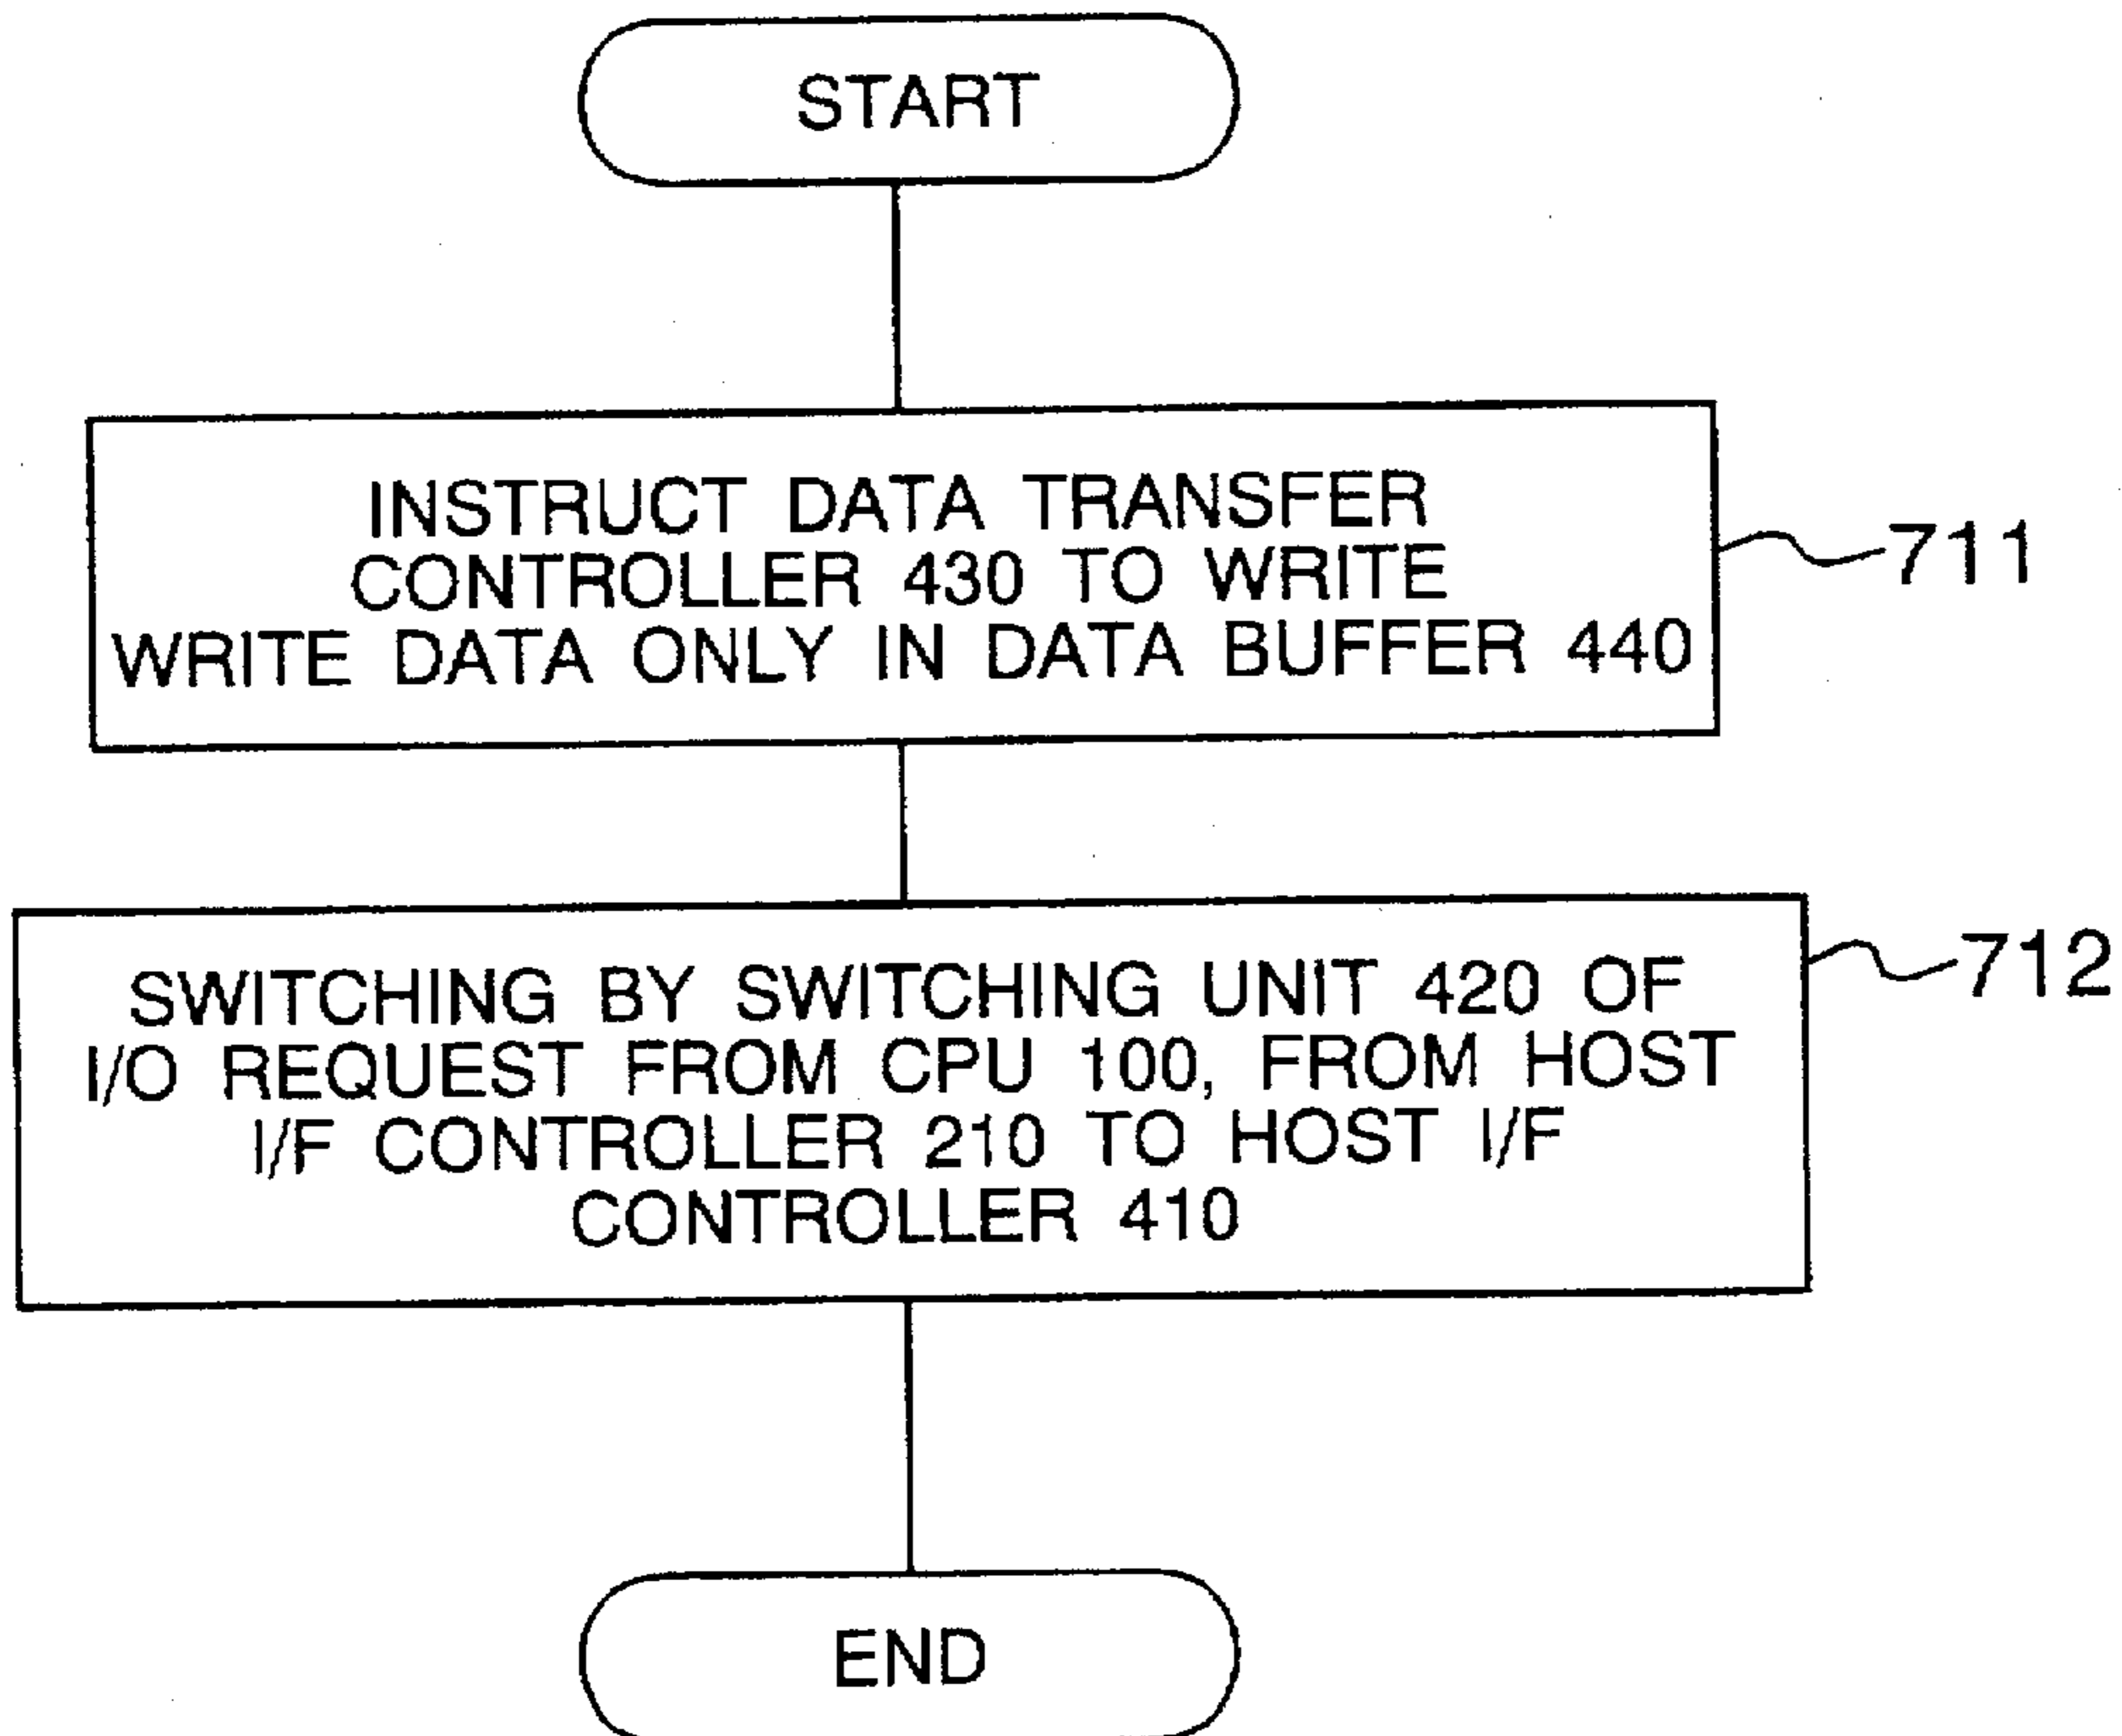 START
INSTRUCT DATA TRANSFER
CONTROLLER 430 TO WRITE
WRITE DATA ONLY IN DATA BUFFER 440
711
SWITCHING BY SWITCHING UNIT 420 OF
I/O REQUEST FROM CPU 100, FROM HOST
I/F CONTROLLER 210 TO HOST I/F
CONTROLLER 410
712
END